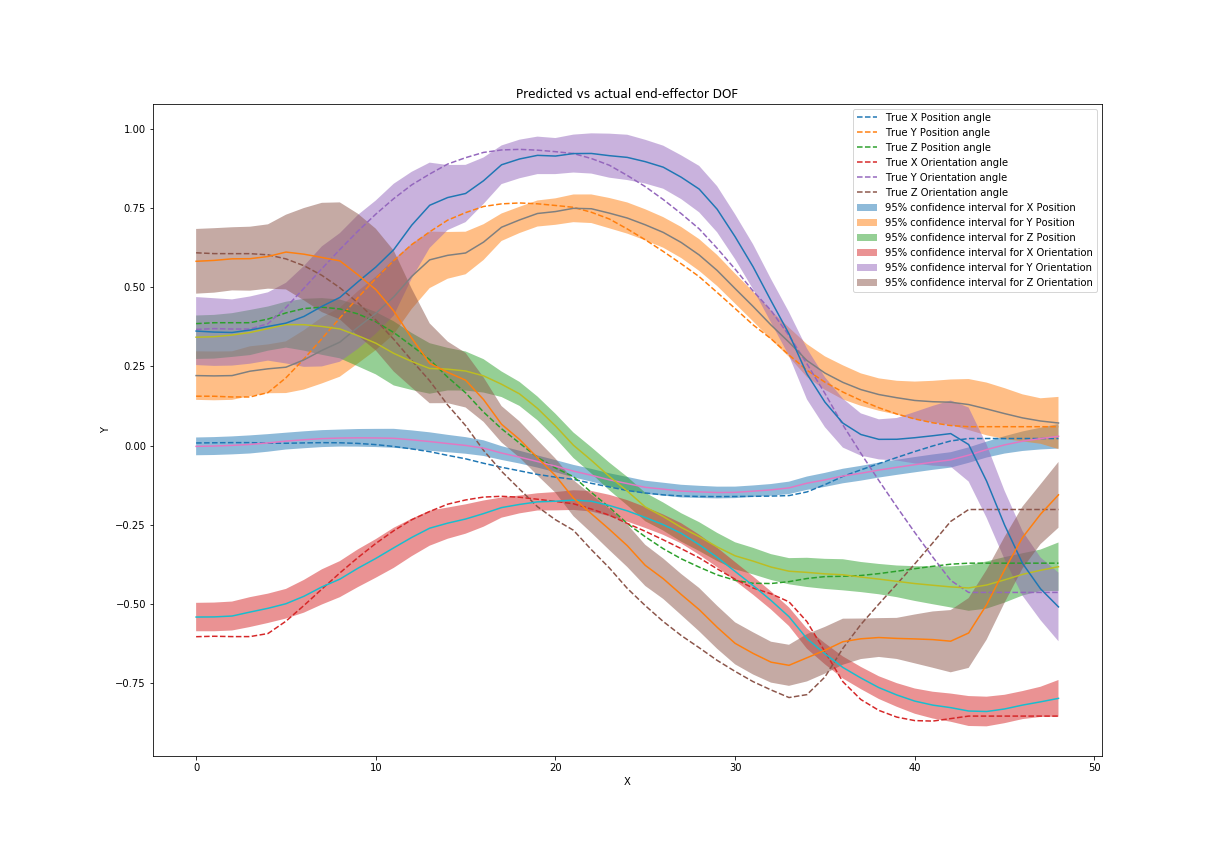 Predicted vs actual end-effector DOF
True X Position angle
True Y Position angle
True Z Position angle
True X Orientation angle
True Y Orientation angle
True Z Orientation angle
95% confidence interval for X Position
95% confidence interval for Y Position
95% confidence interval for Z Position
95% confidence interval for X Orientation
95% confidence interval for Y Orientation
95% confidence interval for Z Orientation
1.00
0.75
0.50
0.25
0.00
−0.25
−0.50
−0.75
Y
0 10 20 30 40 50
X